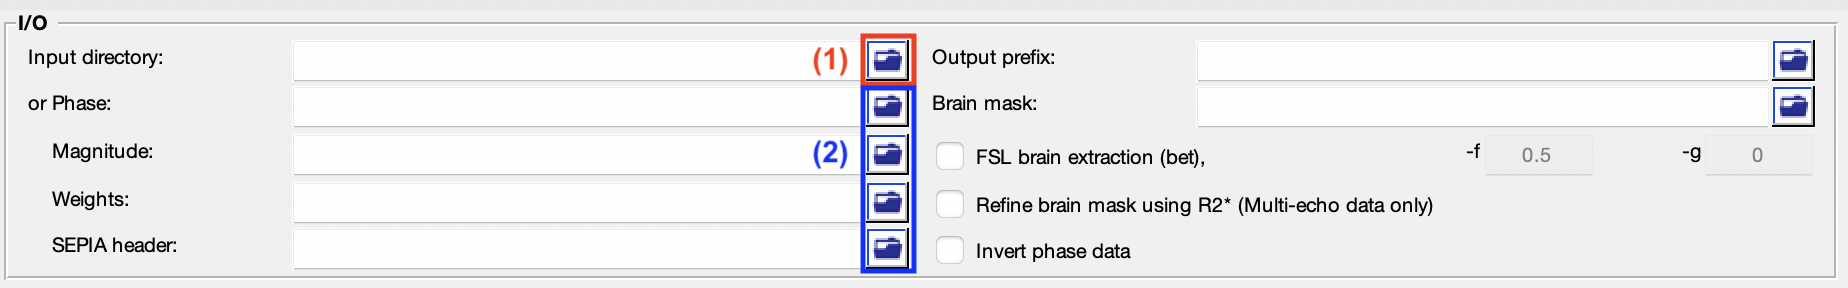 I/O
Input directory:
(1)
or Phase:
Magnitude:
(2)
Weights:
SEPIA header:
Output prefix:
Brain mask:
FSL brain extraction (bet), -f 0.5 -g 0
Refine brain mask using R2* (Multi-echo data only)
Invert phase data